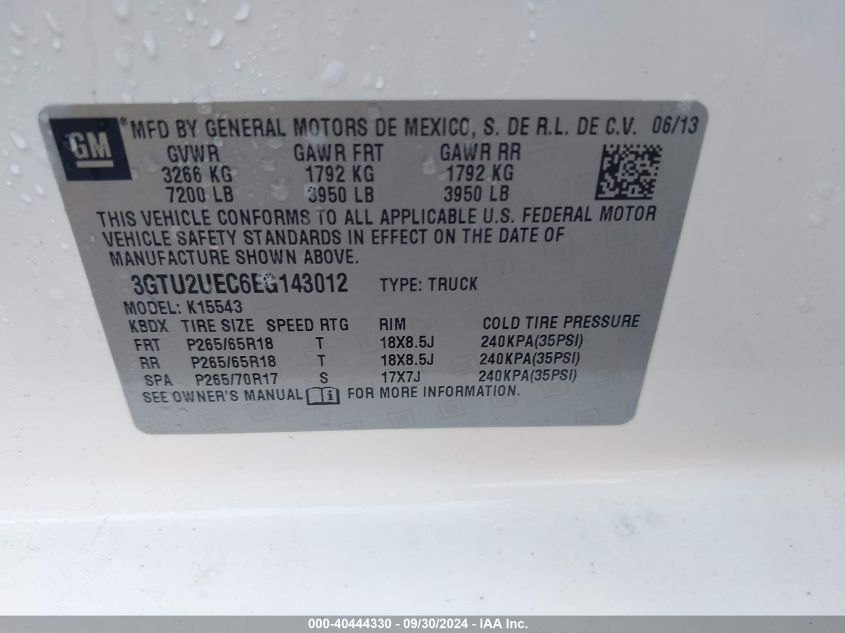 GM
*MFD BY GENERAL MOTORS DE MEXICO, S. DE R.L. DE C.V. 06/13
GVWR GAWR FRT GAWR RR
3266 KG 1792 KG 1792 KG
7200 LB 3950 LB 3950 LB
THIS VEHICLE CONFORMS TO ALL APPLICABLE U.S. FEDERAL MOTOR
VEHICLE SAFETY STANDARDS IN EFFECT ON THE DATE OF
MANUFACTURE SHOWN ABOVE.
3GTU2UEC6EG143012 TYPE: TRUCK
MODEL: K15543
KBDX TIRE SIZE SPEED RTG RIM COLD TIRE PRESSURE
FRT P265/65R18 T 18X8.5J 240KPA(35PSI)
RR P265/65R18 T 18X8.5J 240KPA(35PSI)
SPA P265/70R17 S 17X7J 240KPA(35PSI)
SEE OWNER'S MANUAL FOR MORE INFORMATION.
000-40444330 - 09/30/2024 - IAA Inc.